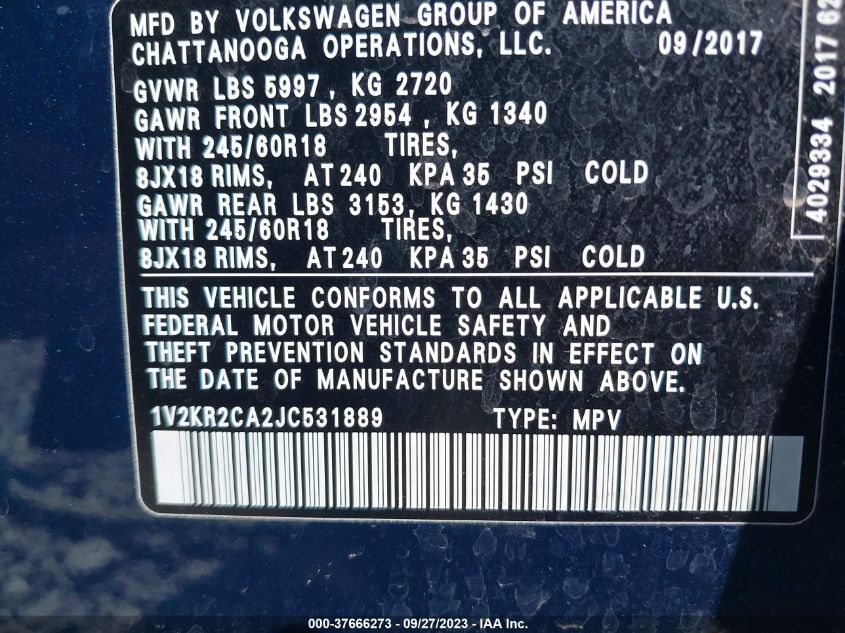 MFD BY VOLKSWAGEN GROUP OF AMERICA
CHATTANOOGA OPERATIONS, LLC. 09/2017
GVWR LBS 5997, KG 2720
GAWR FRONT LBS 2954, KG 1340
WITH 245/60R18 TIRES,
8JX18 RIMS, AT 240 KPA 35 PSI COLD
GAWR REAR LBS 3153, KG 1430
WITH 245/60R18 TIRES,
8JX18 RIMS, AT 240 KPA 35 PSI COLD
THIS VEHICLE CONFORMS TO ALL APPLICABLE U.S.
FEDERAL MOTOR VEHICLE SAFETY AND
THEFT PREVENTION STANDARDS IN EFFECT ON
THE DATE OF MANUFACTURE SHOWN ABOVE.
1V2KR2CA2JC531889 TYPE: MPV
4029334 2017 62
000-37666273 - 09/27/2023 - IAA Inc.